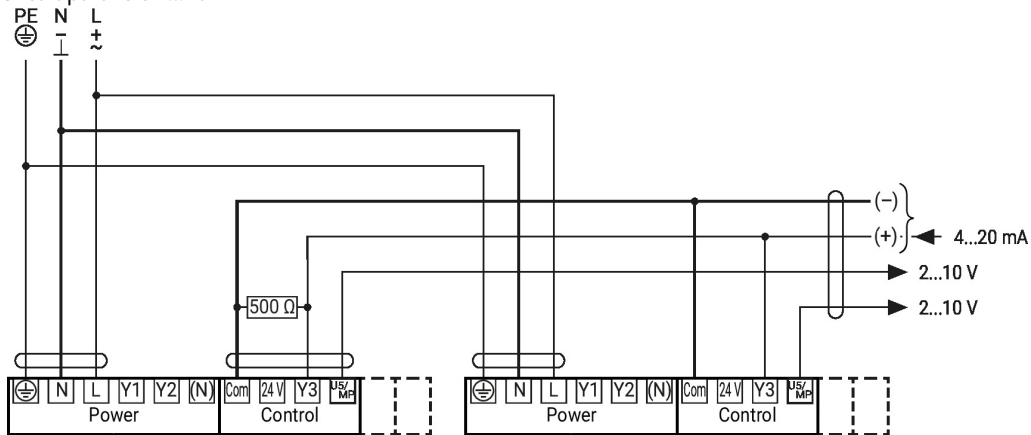 PE N L
– +
⊥ ~
(–)
(+) 4...20 mA
2...10 V
500 Ω 2...10 V
N L Y1 Y2 (N) Com 24 V Y3 U5/MP N L Y1 Y2 (N) Com 24 V Y3 U5/MP
Power Control Power Control